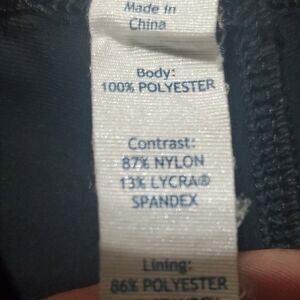 Made in
China
Body:
100% POLYESTER
Contrast:
87% NYLON
13% LYCRA®
SPANDEX
Lining:
86% POLYESTER